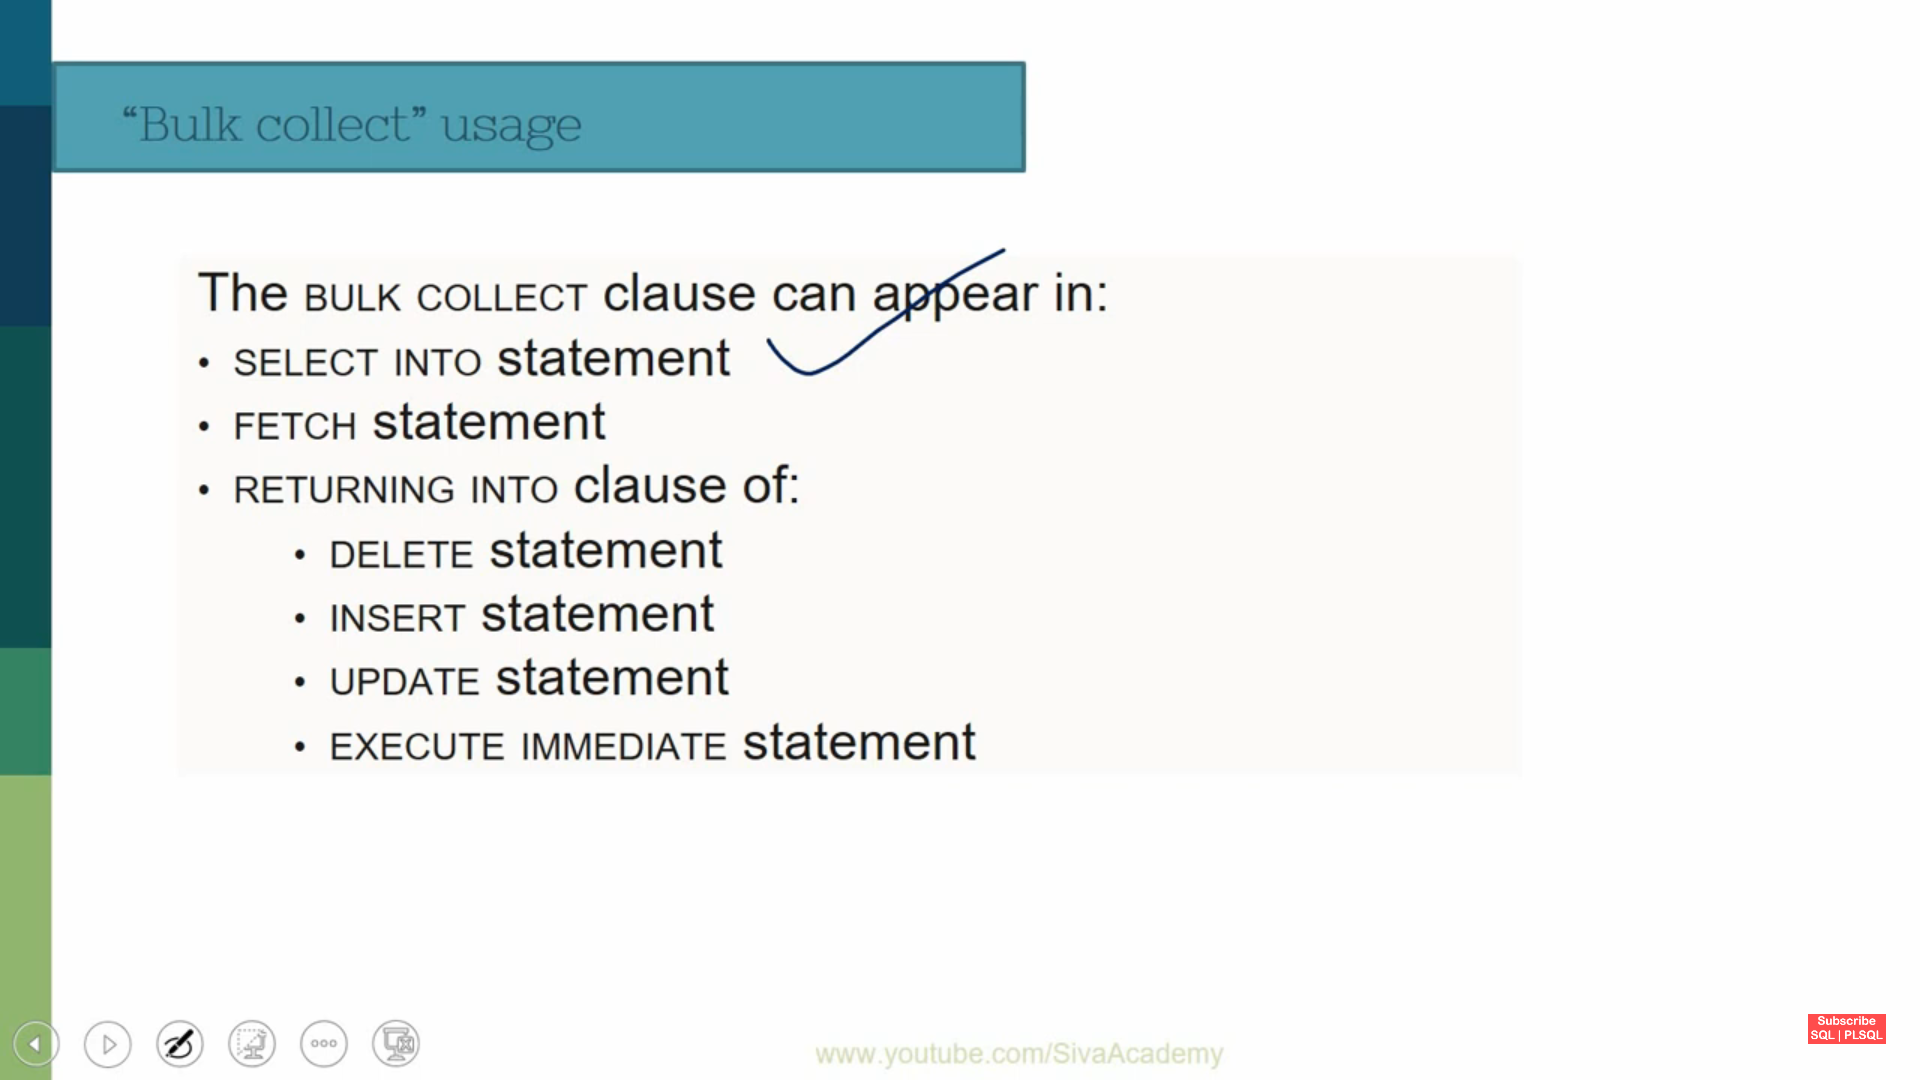 “Bulk collect” usage
The BULK COLLECT clause can appear in:
• SELECT INTO statement
• FETCH statement
• RETURNING INTO clause of:
• DELETE statement
• INSERT statement
• UPDATE statement
• EXECUTE IMMEDIATE statement
www.youtube.com/SivaAcademy
Subscribe
SQL | PLSQL